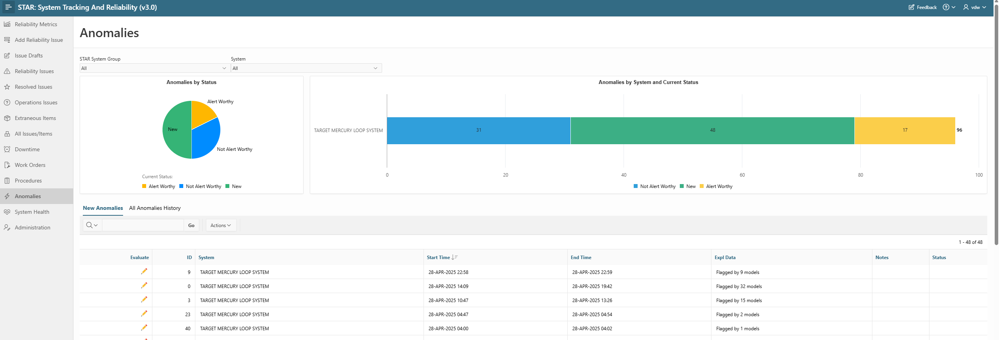 STAR: System Tracking And Reliability (v3.0)
Feedback
vdw
Reliability Metrics
Add Reliability Issue
Issue Drafts
Reliability Issues
Resolved Issues
Operations Issues
Extraneous Items
All Issues/Items
Downtime
Work Orders
Procedures
Anomalies
System Health
Administration
Anomalies
STAR System Group
System
All
All
Anomalies by Status
Alert Worthy
New
Not Alert Worthy
Current Status:
Alert Worthy Not Alert Worthy New
Anomalies by System and Current Status
TARGET MERCURY LOOP SYSTEM
31 48 17 96
0 20 40 60 80 100
Not Alert Worthy New Alert Worthy
New Anomalies All Anomalies History
Go Actions
1 - 48 of 48
Evaluate ID System Start Time End Time Expl Data Notes Status
9 TARGET MERCURY LOOP SYSTEM 28-APR-2025 22:58 28-APR-2025 22:59 Flagged by 9 models
0 TARGET MERCURY LOOP SYSTEM 28-APR-2025 14:09 28-APR-2025 19:42 Flagged by 32 models
3 TARGET MERCURY LOOP SYSTEM 28-APR-2025 10:47 28-APR-2025 13:26 Flagged by 15 models
23 TARGET MERCURY LOOP SYSTEM 28-APR-2025 04:47 28-APR-2025 04:54 Flagged by 2 models
40 TARGET MERCURY LOOP SYSTEM 28-APR-2025 04:00 28-APR-2025 04:02 Flagged by 1 models